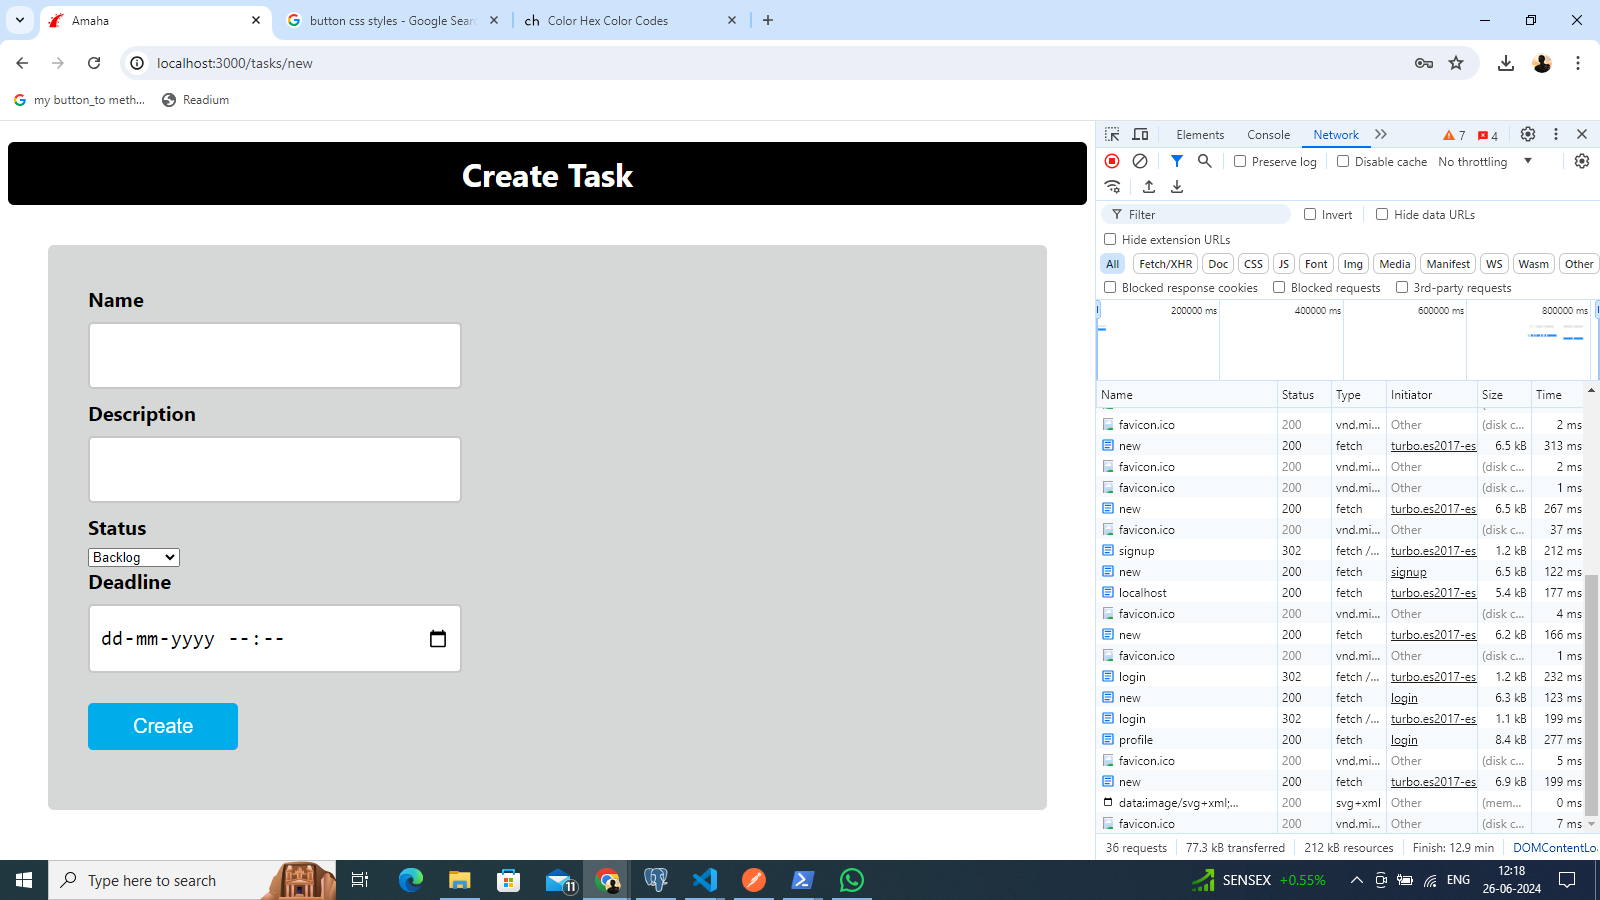 Amaha
button css styles - Google Sear
ch Color Hex Color Codes
localhost:3000/tasks/new
my button_to meth...
Readium
Create Task
Name
Description
Status
Backlog
Deadline
dd-mm-yyyy --:--
Create
Elements Console Network 7 4
Preserve log Disable cache No throttling
Filter Invert Hide data URLs
Hide extension URLs
All Fetch/XHR Doc CSS JS Font Img Media Manifest WS Wasm Other
Blocked response cookies Blocked requests 3rd-party requests
200000 ms 400000 ms 600000 ms 800000 ms
Name Status Type Initiator Size Time
favicon.ico 200 vnd.mi... Other (disk c... 2 ms
new 200 fetch turbo.es2017-es 6.5 kB 313 ms
favicon.ico 200 vnd.mi... Other (disk c... 2 ms
favicon.ico 200 vnd.mi... Other (disk c... 1 ms
new 200 fetch turbo.es2017-es 6.5 kB 267 ms
favicon.ico 200 vnd.mi... Other (disk c... 37 ms
signup 302 fetch /... turbo.es2017-es 1.2 kB 212 ms
new 200 fetch signup 6.5 kB 122 ms
localhost 200 fetch turbo.es2017-es 5.4 kB 177 ms
favicon.ico 200 vnd.mi... Other (disk c... 4 ms
new 200 fetch turbo.es2017-es 6.2 kB 166 ms
favicon.ico 200 vnd.mi... Other (disk c... 1 ms
login 302 fetch /... turbo.es2017-es 1.2 kB 232 ms
new 200 fetch login 6.3 kB 123 ms
login 302 fetch /... turbo.es2017-es 1.1 kB 199 ms
profile 200 fetch login 8.4 kB 277 ms
favicon.ico 200 vnd.mi... Other (disk c... 5 ms
new 200 fetch turbo.es2017-es 6.9 kB 199 ms
data:image/svg+xml;... 200 svg+xml Other (mem... 0 ms
favicon.ico 200 vnd.mi... Other (disk c... 7 ms
36 requests 77.3 kB transferred 212 kB resources Finish: 12.9 min DOMContentLo
Type here to search
11
SENSEX +0.55%
ENG
12:18
26-06-2024